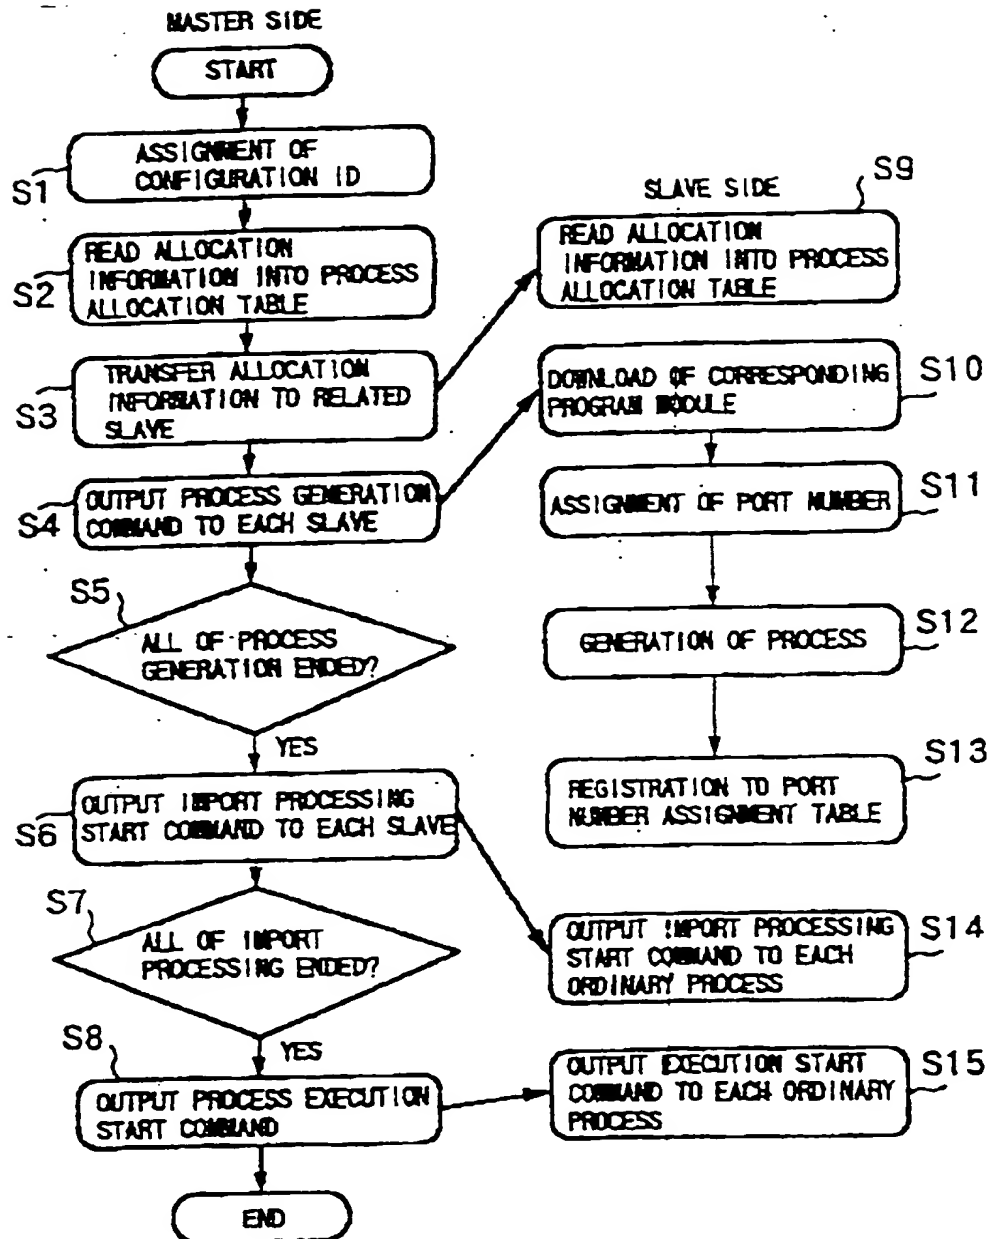 MASTER SIDE
START
S1
ASSIGNMENT OF
CONFIGURATION ID
S2
READ ALLOCATION
INFORMATION INTO PROCESS
ALLOCATION TABLE
S3
TRANSFER ALLOCATION
INFORMATION TO RELATED
SLAVE
S4
OUTPUT PROCESS GENERATION
COMMAND TO EACH SLAVE
S5
ALL OF PROCESS
GENERATION ENDED?
YES
S6
OUTPUT IMPORT PROCESSING
START COMMAND TO EACH SLAVE
S7
ALL OF IMPORT
PROCESSING ENDED?
YES
S8
OUTPUT PROCESS EXECUTION
START COMMAND
END
SLAVE SIDE
S9
READ ALLOCATION
INFORMATION INTO PROCESS
ALLOCATION TABLE
S10
DOWNLOAD OF CORRESPONDING
PROGRAM MODULE
S11
ASSIGNMENT OF PORT NUMBER
S12
GENERATION OF PROCESS
S13
REGISTRATION TO PORT
NUMBER ASSIGNMENT TABLE
S14
OUTPUT IMPORT PROCESSING
START COMMAND TO EACH
ORDINARY PROCESS
S15
OUTPUT EXECUTION START
COMMAND TO EACH ORDINARY
PROCESS